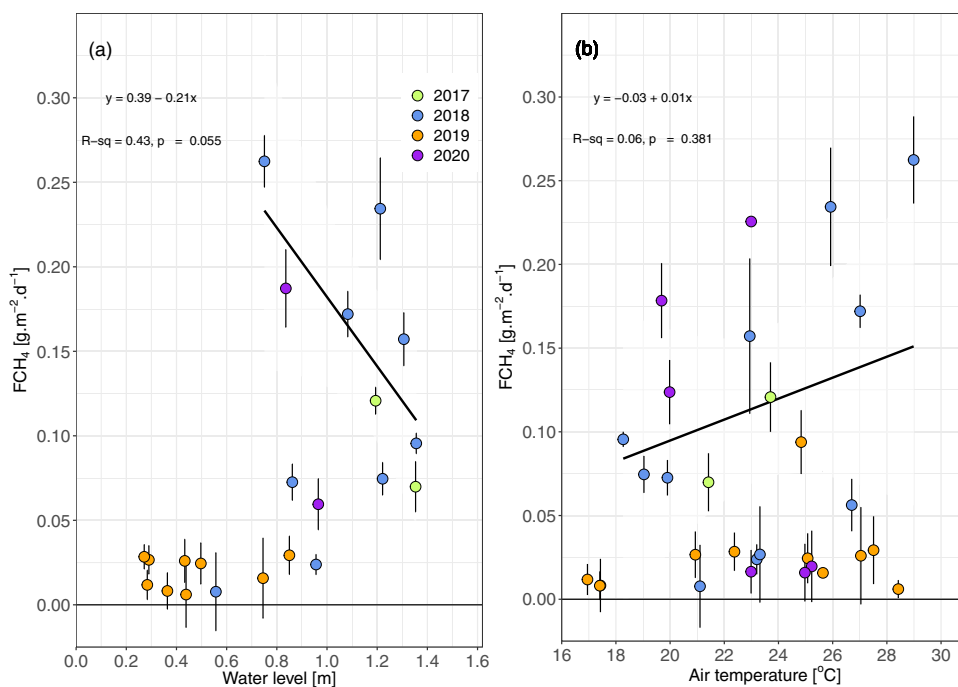 (a)
y = 0.39 − 0.21x
R−sq = 0.43, p = 0.055
2017
2018
2019
2020
0.30
0.25
0.20
0.15
0.10
0.05
0.00
FCH₄ [g.m⁻².d⁻¹]
0.0 0.2 0.4 0.6 0.8 1.0 1.2 1.4 1.6
Water level [m]
(b)
y = −0.03 + 0.01x
R−sq = 0.06, p = 0.381
0.30
0.25
0.20
0.15
0.10
0.05
0.00
FCH₄ [g.m⁻².d⁻¹]
16 18 20 22 24 26 28 30
Air temperature [°C]